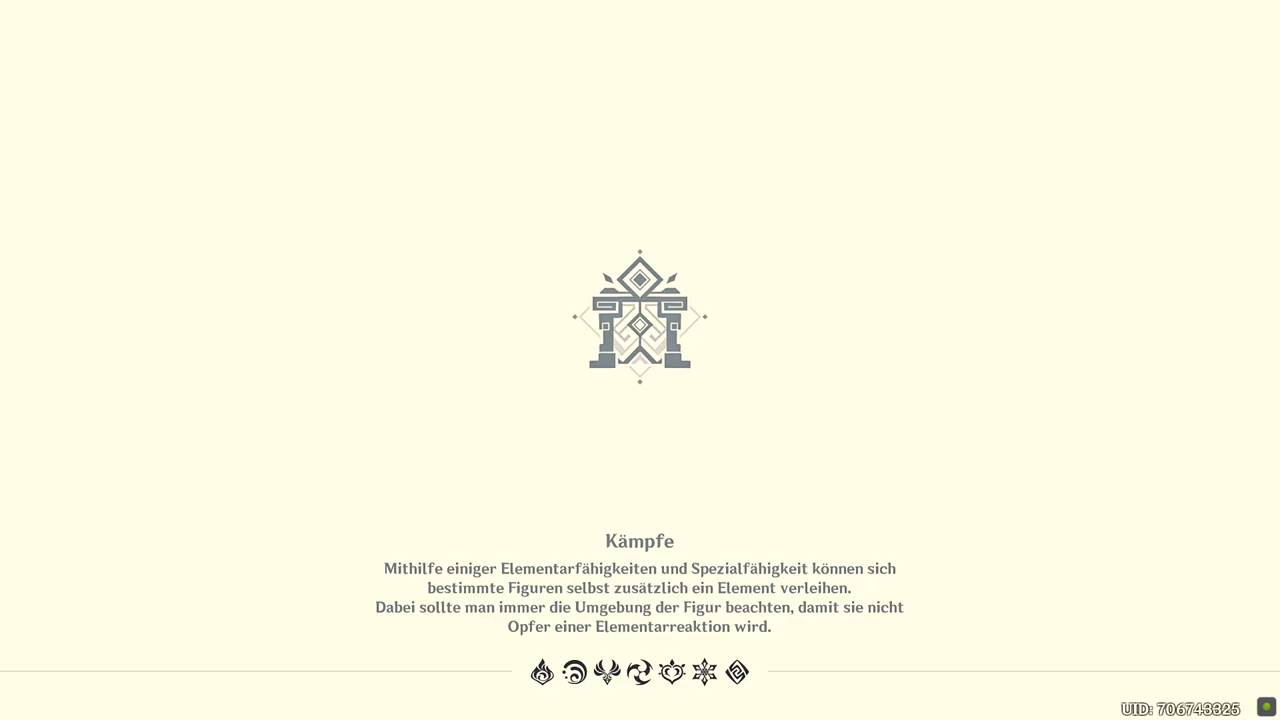 Kämpfe
Mithilfe einiger Elementarfähigkeiten und Spezialfähigkeit können sich
bestimmte Figuren selbst zusätzlich ein Element verleihen.
Dabei sollte man immer die Umgebung der Figur beachten, damit sie nicht
Opfer einer Elementarreaktion wird.
UID: 706743325